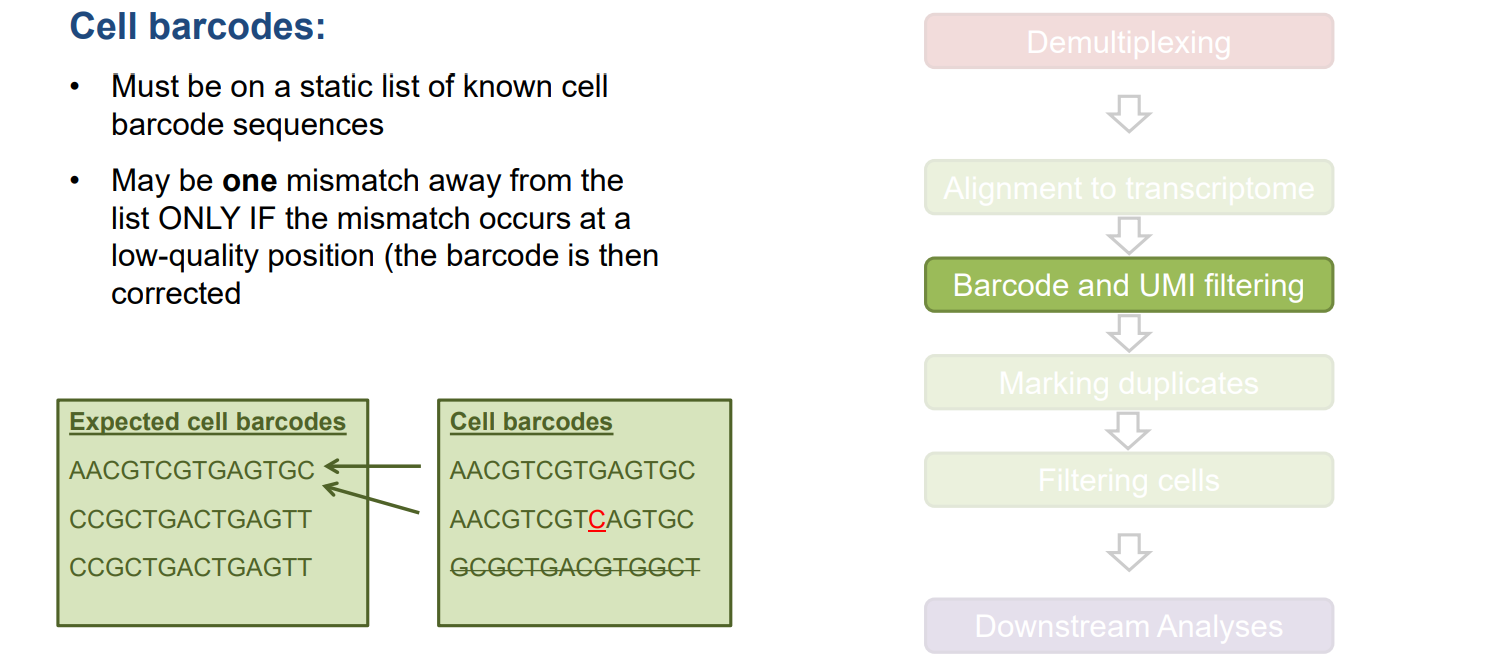 Cell barcodes:
• Must be on a static list of known cell
barcode sequences
• May be one mismatch away from the
list ONLY IF the mismatch occurs at a
low-quality position (the barcode is then
corrected
Expected cell barcodes
AACGTCGTGAGTGC
CCGCTGACTGAGTT
CCGCTGACTGAGTT
Cell barcodes
AACGTCGTGAGTGC
AACGTCGTCAGTGC
GCGCTGACGTGGCT
Demultiplexing
Alignment to transcriptome
Barcode and UMI filtering
Marking duplicates
Filtering cells
Downstream Analyses